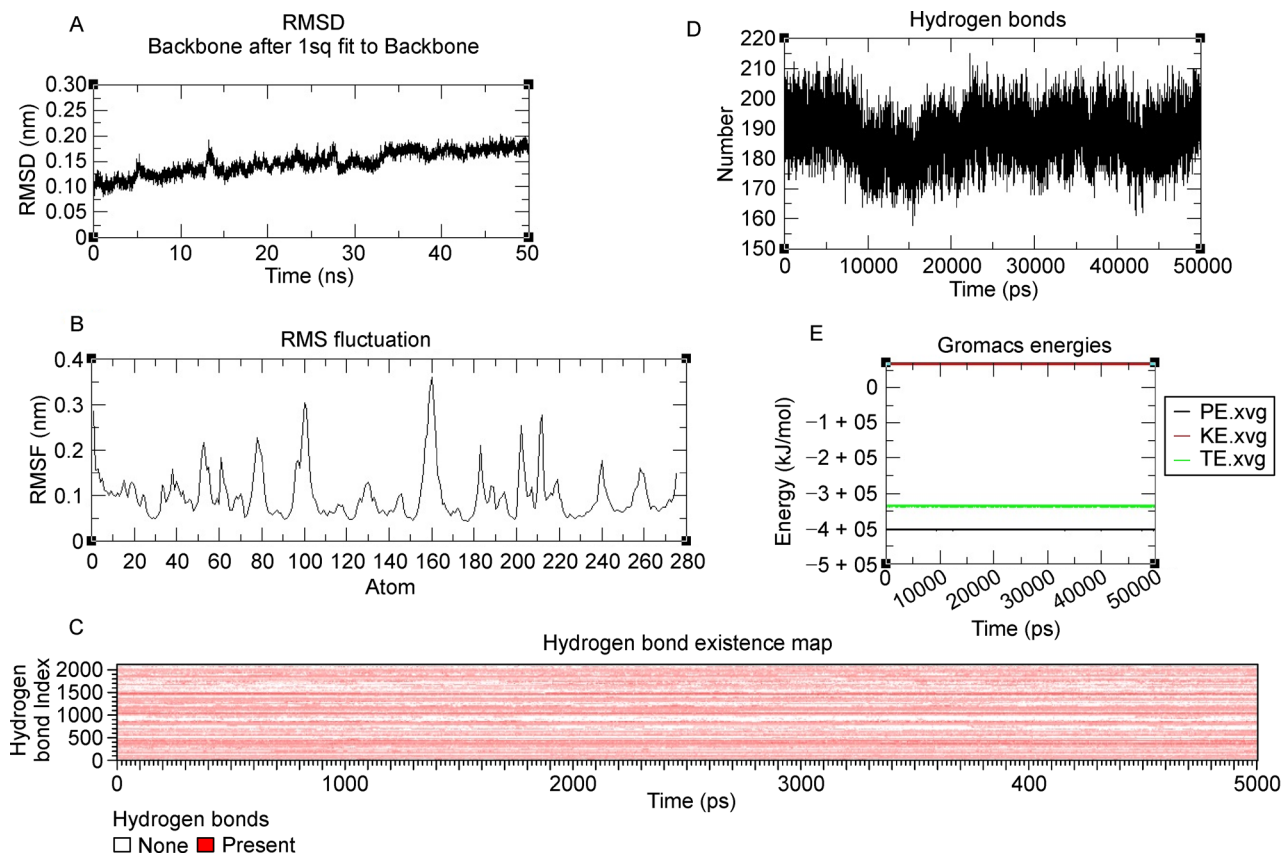 A
RMSD
Backbone after 1sq fit to Backbone
0.30
0.25
0.20
0.15
0.10
0.05
0
RMSD (nm)
0 10 20 30 40 50
Time (ns)
B
RMS fluctuation
0.4
0.3
0.2
0.1
0
RMSF (nm)
0 20 40 60 80 100 120 140 160 180 200 220 240 260 280
Atom
D
Hydrogen bonds
220
210
200
190
180
170
160
150
Number
0 10000 20000 30000 40000 50000
Time (ps)
E
Gromacs energies
0
−1 + 05
−2 + 05
−3 + 05
−4 + 05
−5 + 05
Energy (kJ/mol)
0 10000 20000 30000 40000 50000
Time (ps)
PE.xvg
KE.xvg
TE.xvg
C
Hydrogen bond existence map
2000
1500
1000
500
0
Hydrogen
bond Index
0 1000 2000 3000 400 5000
Time (ps)
Hydrogen bonds
None Present